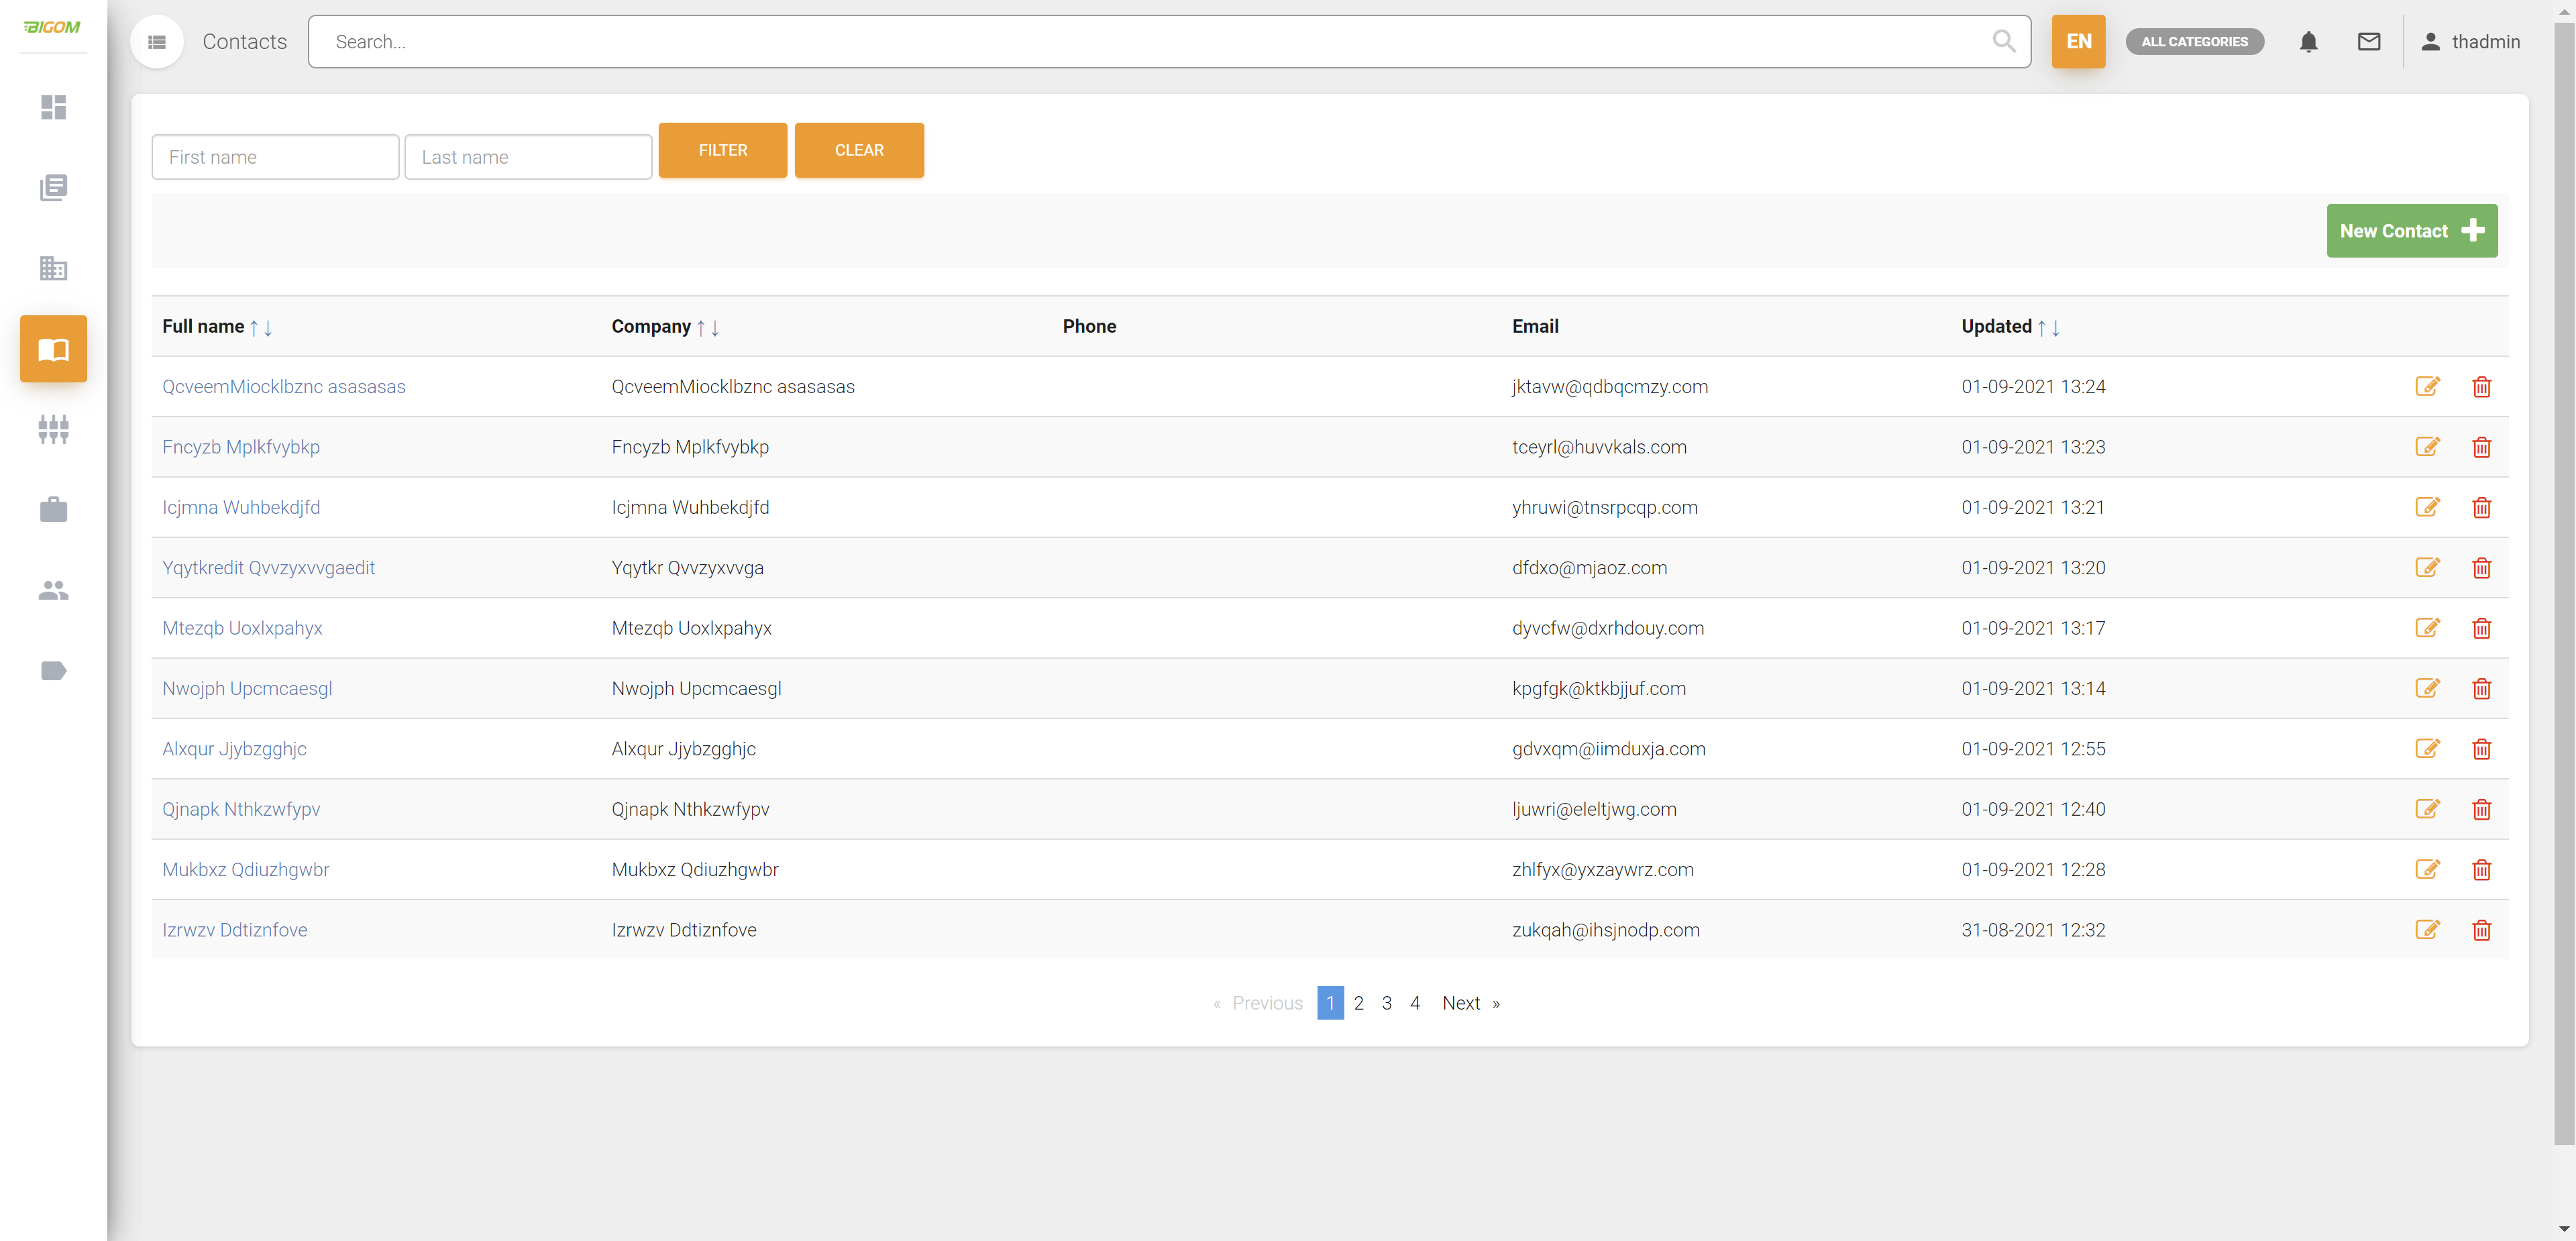 BIGOM
Contacts
Search...
EN
ALL CATEGORIES
thadmin
First name
Last name
FILTER
CLEAR
New Contact
Full name ↑↓ Company ↑↓ Phone Email Updated ↑↓
QcveemMiocklbznc asasasas QcveemMiocklbznc asasasas jktavw@qdbqcmzy.com 01-09-2021 13:24
Fncyzb Mplkfvybkp Fncyzb Mplkfvybkp tceyrl@huvvkals.com 01-09-2021 13:23
Icjmna Wuhbekdjfd Icjmna Wuhbekdjfd yhruwi@tnsrpcqp.com 01-09-2021 13:21
Yqytkredit Qvvzyxvvgaedit Yqytkr Qvvzyxvvga dfdxo@mjaoz.com 01-09-2021 13:20
Mtezqb Uoxlxpahyx Mtezqb Uoxlxpahyx dyvcfw@dxrhdouy.com 01-09-2021 13:17
Nwojph Upcmcaesgl Nwojph Upcmcaesgl kpgfgk@ktkbjjuf.com 01-09-2021 13:14
Alxqur Jjybzgghjc Alxqur Jjybzgghjc gdvxqm@iimduxja.com 01-09-2021 12:55
Qjnapk Nthkzwfypv Qjnapk Nthkzwfypv ljuwri@eleltjwg.com 01-09-2021 12:40
Mukbxz Qdiuzhgwbr Mukbxz Qdiuzhgwbr zhlfyx@yxzaywrz.com 01-09-2021 12:28
Izrwzv Ddtiznfove Izrwzv Ddtiznfove zukqah@ihsjnodp.com 31-08-2021 12:32
« Previous 1 2 3 4 Next »